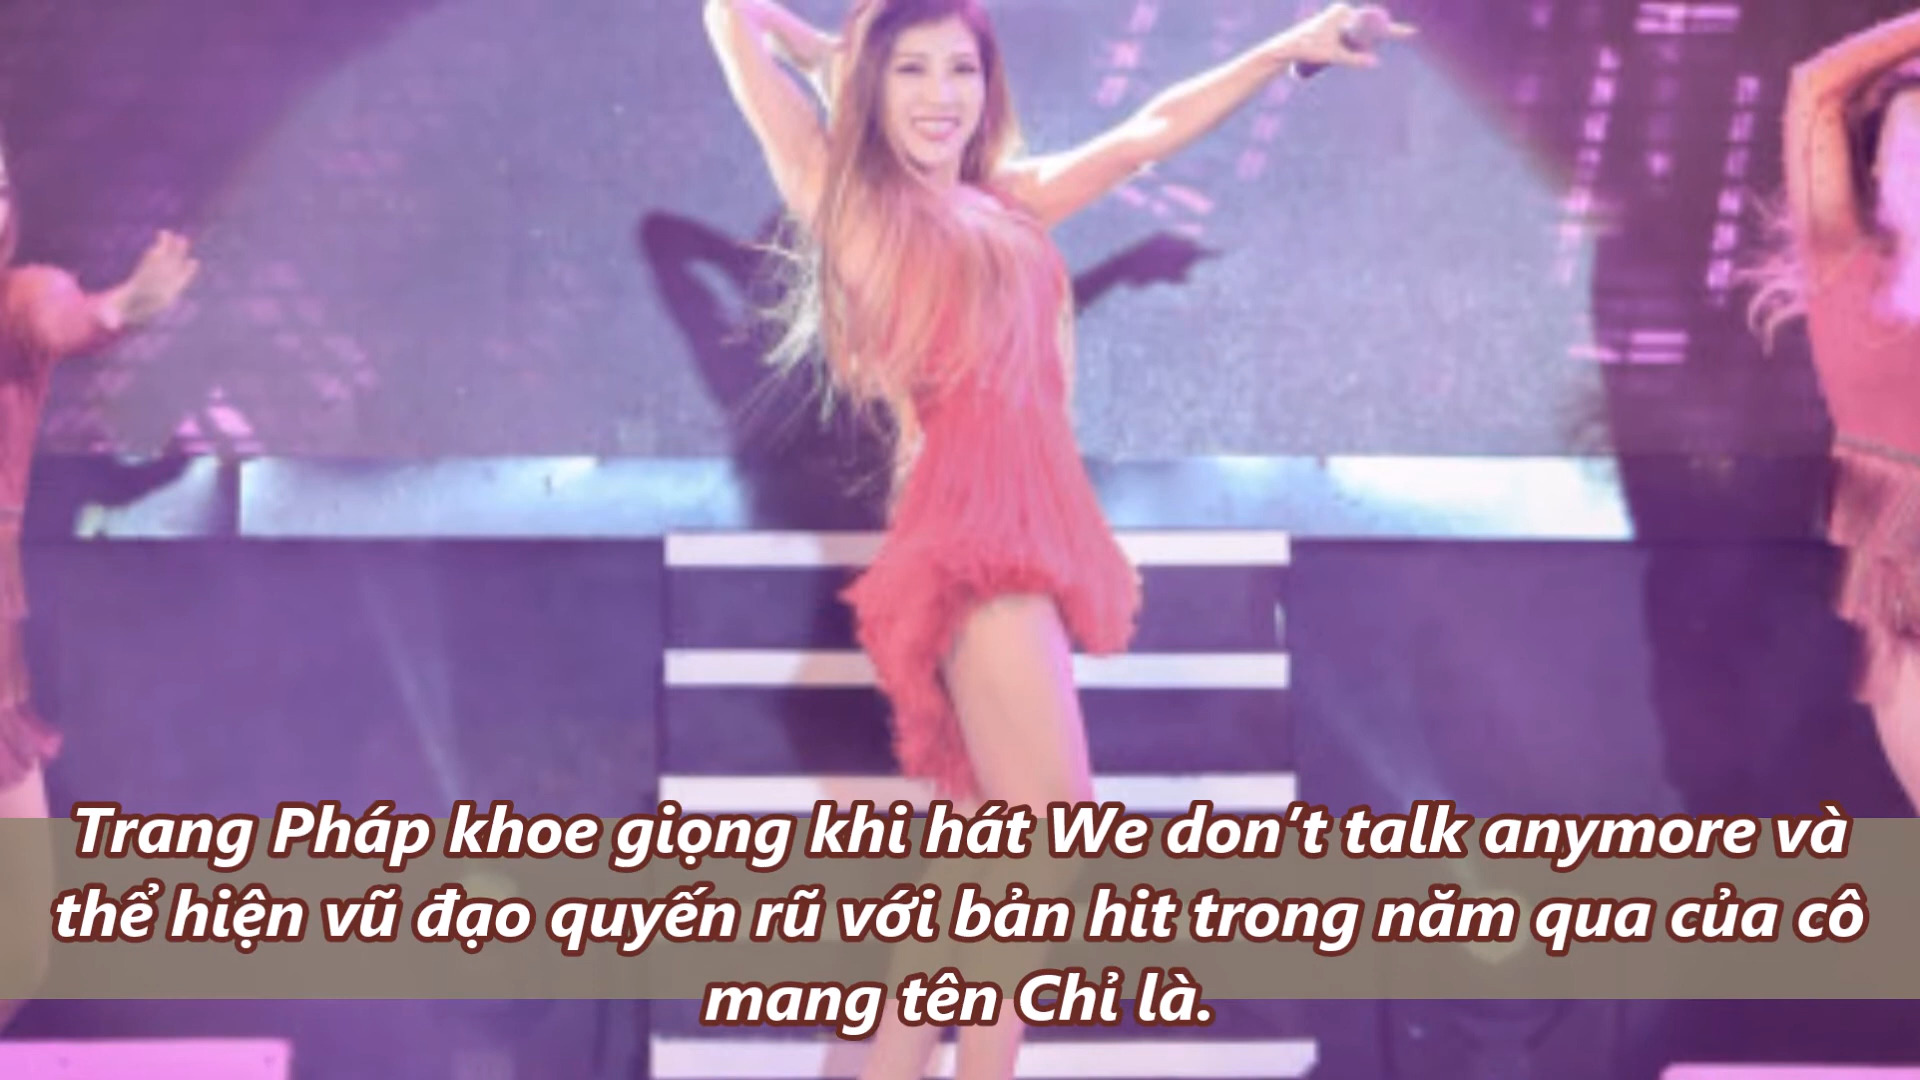 Trang Pháp khoe giọng khi hát We don’t talk anymore và
thể hiện vũ đạo quyến rũ với bản hit trong năm qua của cô
mang tên Chỉ là.